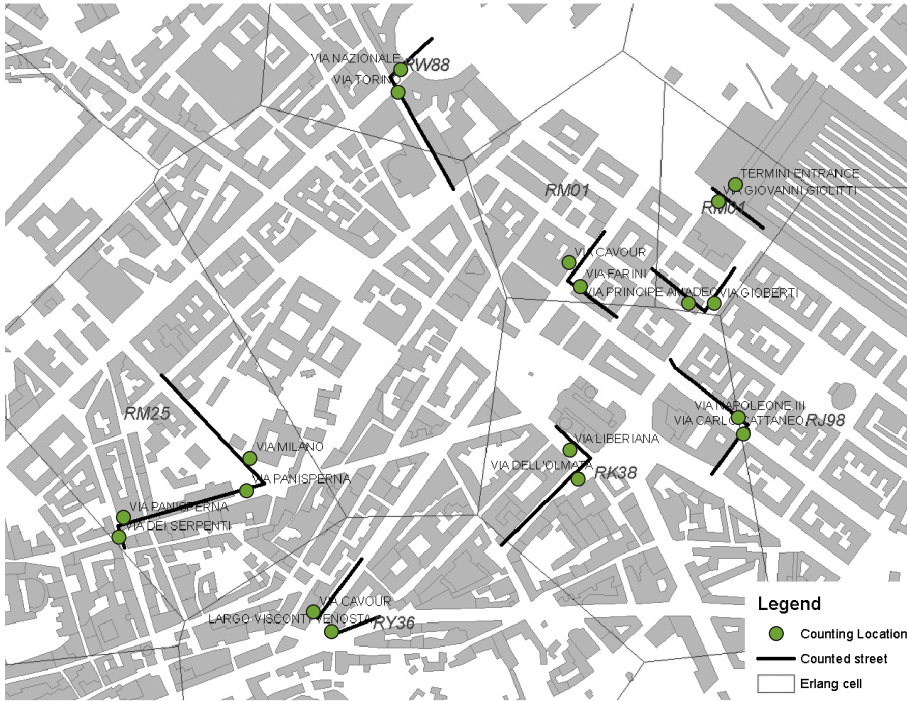 VIA NAZIONALE
RW88
VIA TORINO
TERMINI ENTRANCE
VIA GIOVANNI GIOLITTI
RM01
RM01
VIA CAVOUR
VIA FARINI
VIA PRINCIPE AMADEO
VIA GIOBERTI
VIA NAPOLEONE III
VIA CARLO CATTANEO
RJ98
RM25
VIA MILANO
VIA LIBERIANA
VIA DELL'OLMATA
RK38
VIA PANISPERNA
VIA PANISPERNA
VIA DEI SERPENTI
VIA CAVOUR
LARGO VISCONTI VENOSTA
RY36
Legend
Counting Location
Counted street
Erlang cell